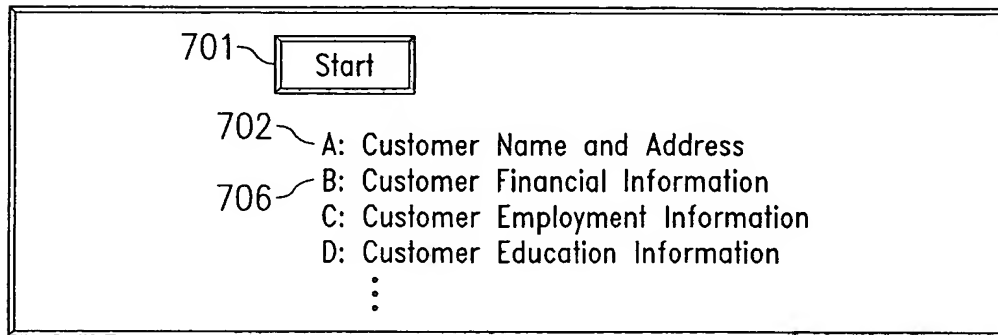 701 Start
702 A: Customer Name and Address
706 B: Customer Financial Information
C: Customer Employment Information
D: Customer Education Information